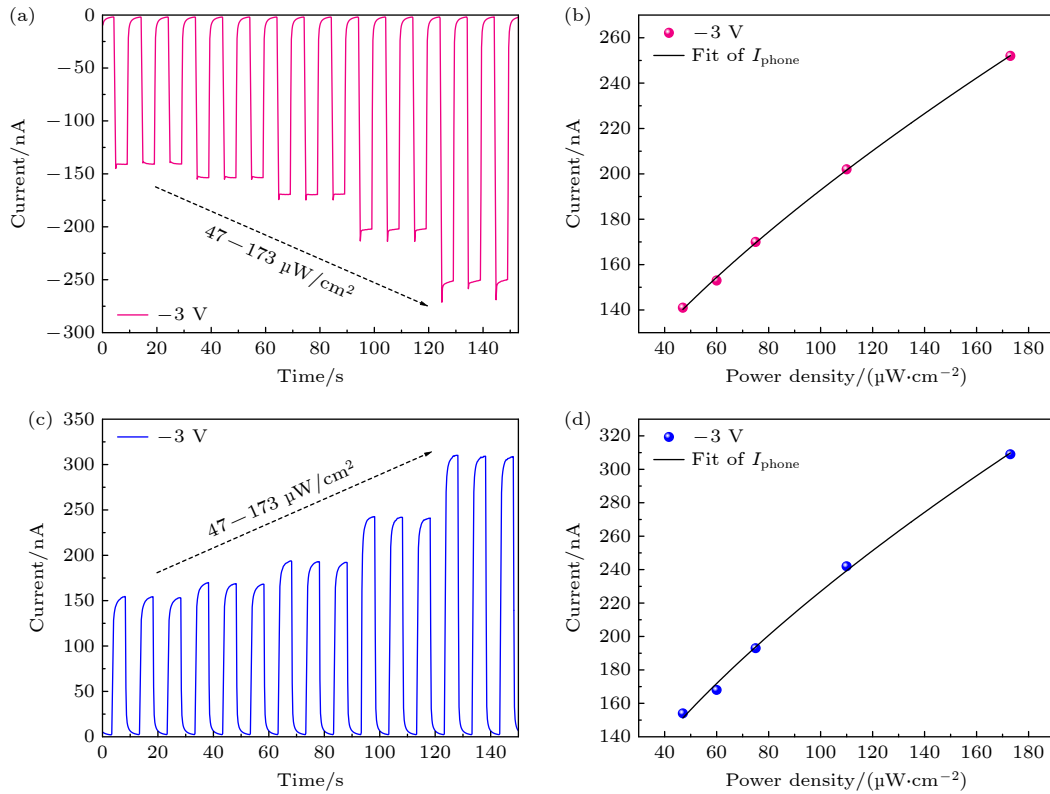 (a)
0
−50
−100
−150
−200
−250
−300
Current/nA
47−173 µW/cm²
−3 V
0 20 40 60 80 100 120 140
Time/s
(b)
260
240
220
200
180
160
140
Current/nA
−3 V
Fit of I_phone
40 60 80 100 120 140 160 180
Power density/(µW·cm⁻²)
(c)
350
300
250
200
150
100
50
0
Current/nA
−3 V
47−173 µW/cm²
0 20 40 60 80 100 120 140
Time/s
(d)
320
300
280
260
240
220
200
180
160
140
Current/nA
−3 V
Fit of I_phone
40 60 80 100 120 140 160 180
Power density/(µW·cm⁻²)